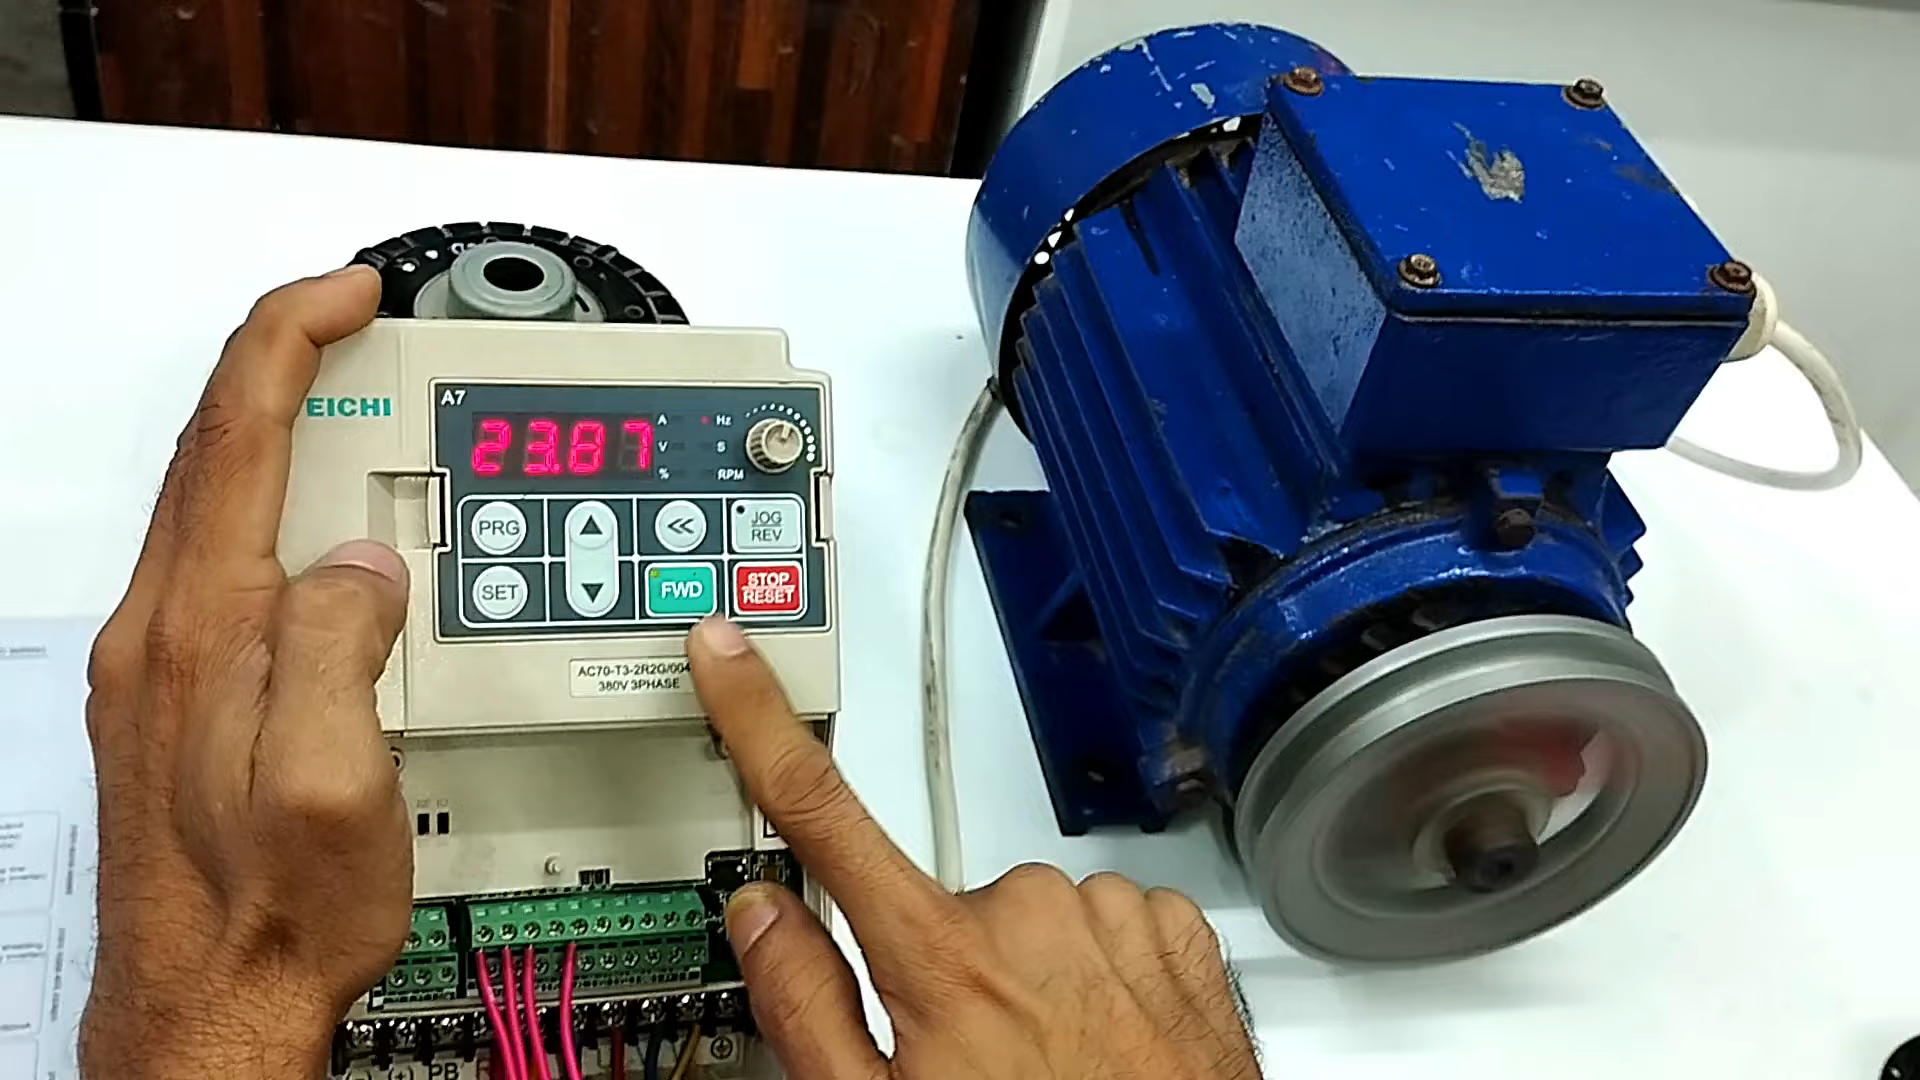 EICHI
A7
23.87
A
Hz
V
S
%
RPM
PRG
▲
≪
JOG
REV
SET
▼
FWD
STOP
RESET
AC70-T3-2R2G/004
380V 3PHASE
(-) (+) PB R